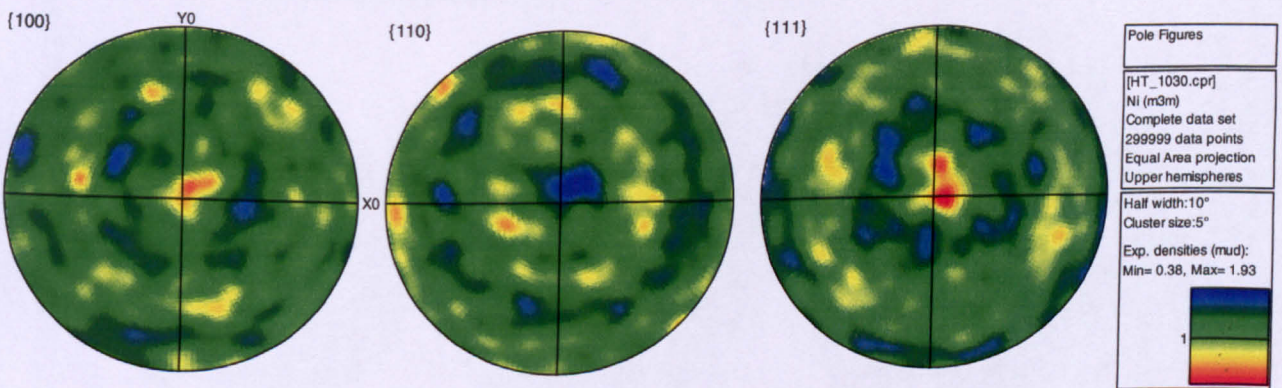 {100}
Y0
X0
{110}
{111}
Pole Figures
[HT_1030.cpr]
Ni (m3m)
Complete data set
299999 data points
Equal Area projection
Upper hemispheres
Half width:10°
Cluster size:5°
Exp. densities (mud):
Min= 0.38, Max= 1.93
1